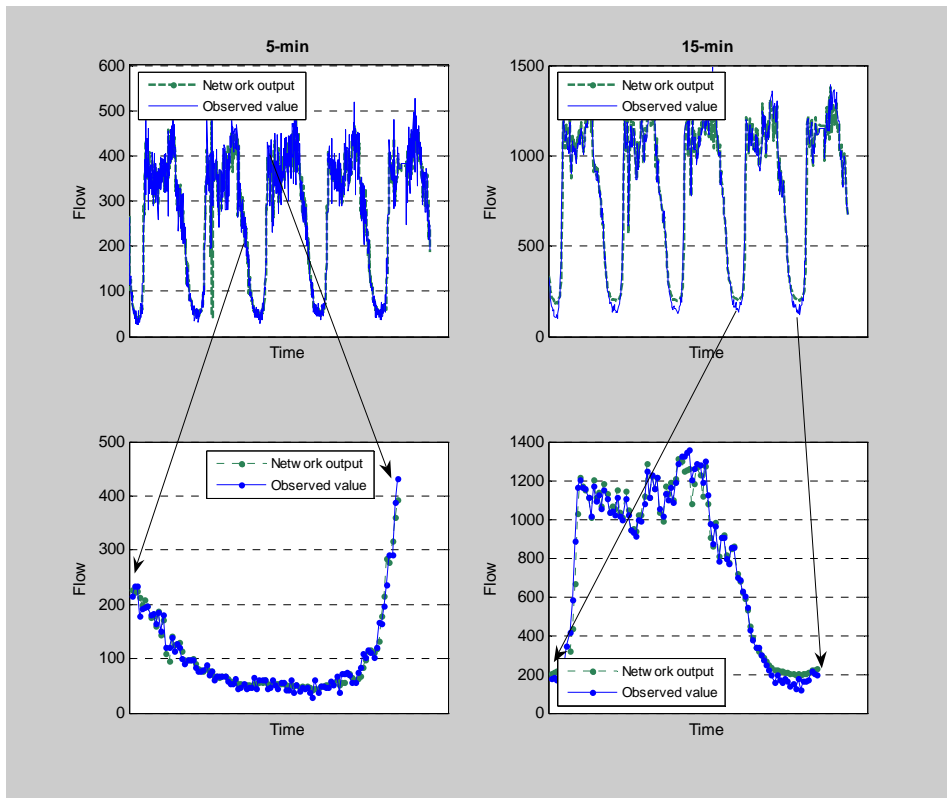 5-min
600
500
400
300
200
100
0
Flow
Time
Network output
Observed value
15-min
1500
1000
500
0
Flow
Time
Network output
Observed value
500
400
300
200
100
0
Flow
Time
Network output
Observed value
1400
1200
1000
800
600
400
200
0
Flow
Time
Network output
Observed value